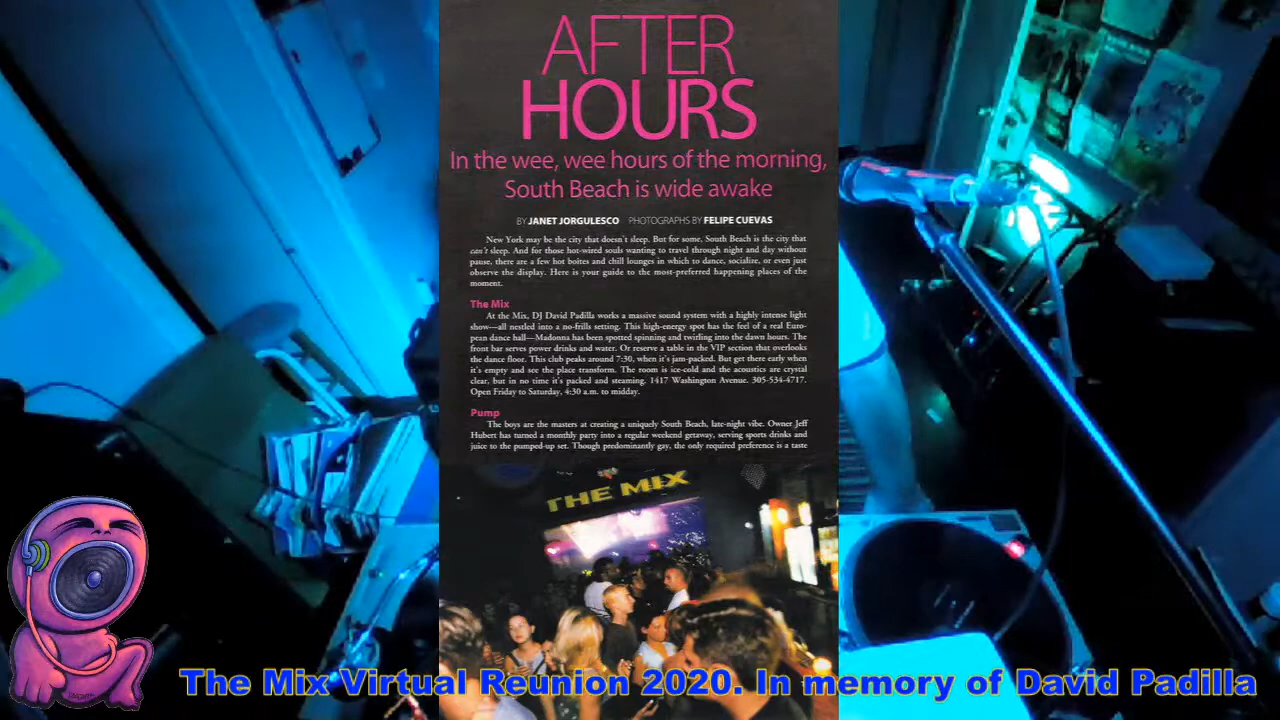 AFTER
HOURS
In the wee, wee hours of the morning,
South Beach is wide awake
BY JANET JORGULESCO PHOTOGRAPHS BY FELIPE CUEVAS
New York may be the city that doesn't sleep. But for some, South Beach is the city that
can't sleep. And for those hot-wired souls wanting to travel through night and day without
pause, there are a few hot boites and chill lounges in which to dance, socialize, or even just
observe the display. Here is your guide to the most-preferred happening places of the
moment.
The Mix
At the Mix, DJ David Padilla works a massive sound system with a highly intense light
show—all nestled into a no-frills setting. This high-energy spot has the feel of a real Euro-
pean dance hall—Madonna has been spotted spinning and twirling into the dawn hours. The
front bar serves power drinks and water. Or reserve a table in the VIP section that overlooks
the dance floor. This club peaks around 7:30, when it's jam-packed. But get there early when
it's empty and see the place transform. The room is ice-cold and the acoustics are crystal
clear, but in no time it's packed and steaming. 1417 Washington Avenue. 305-534-4717.
Open Friday to Saturday, 4:30 a.m. to midday.
Pump
The boys are the masters at creating a uniquely South Beach, late-night vibe. Owner Jeff
Hubert has turned a monthly party into a regular weekend getaway, serving sports drinks and
juice to the pumped-up set. Though predominantly gay, the only required preference is a taste
THE MIX
The Mix Virtual Reunion 2020. In memory of David Padilla